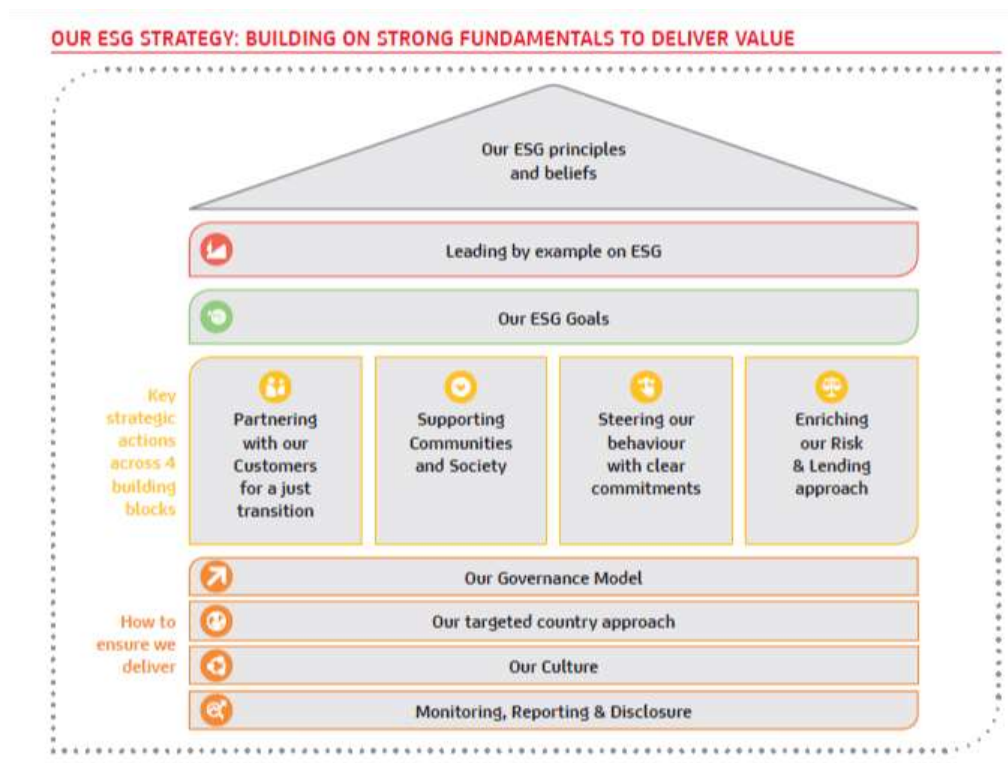 OUR ESG STRATEGY: BUILDING ON STRONG FUNDAMENTALS TO DELIVER VALUE
Our ESG principles
and beliefs
Leading by example on ESG
Our ESG Goals
Key
strategic
actions
across 4
building
blocks
Partnering
with our
Customers
for a just
transition
Supporting
Communities
and Society
Steering our
behaviour
with clear
commitments
Enriching
our Risk
& Lending
approach
How to
ensure we
deliver
Our Governance Model
Our targeted country approach
Our Culture
Monitoring, Reporting & Disclosure